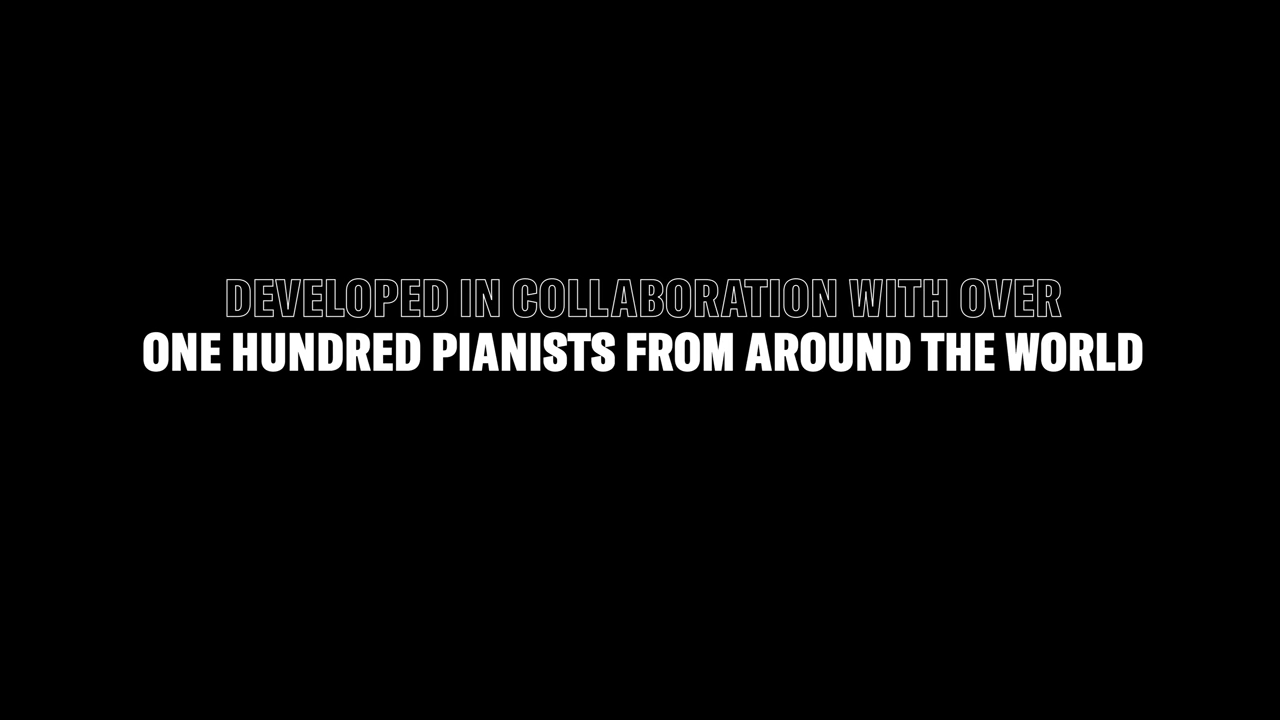 DEVELOPED IN COLLABORATION WITH OVER
ONE HUNDRED PIANISTS FROM AROUND THE WORLD